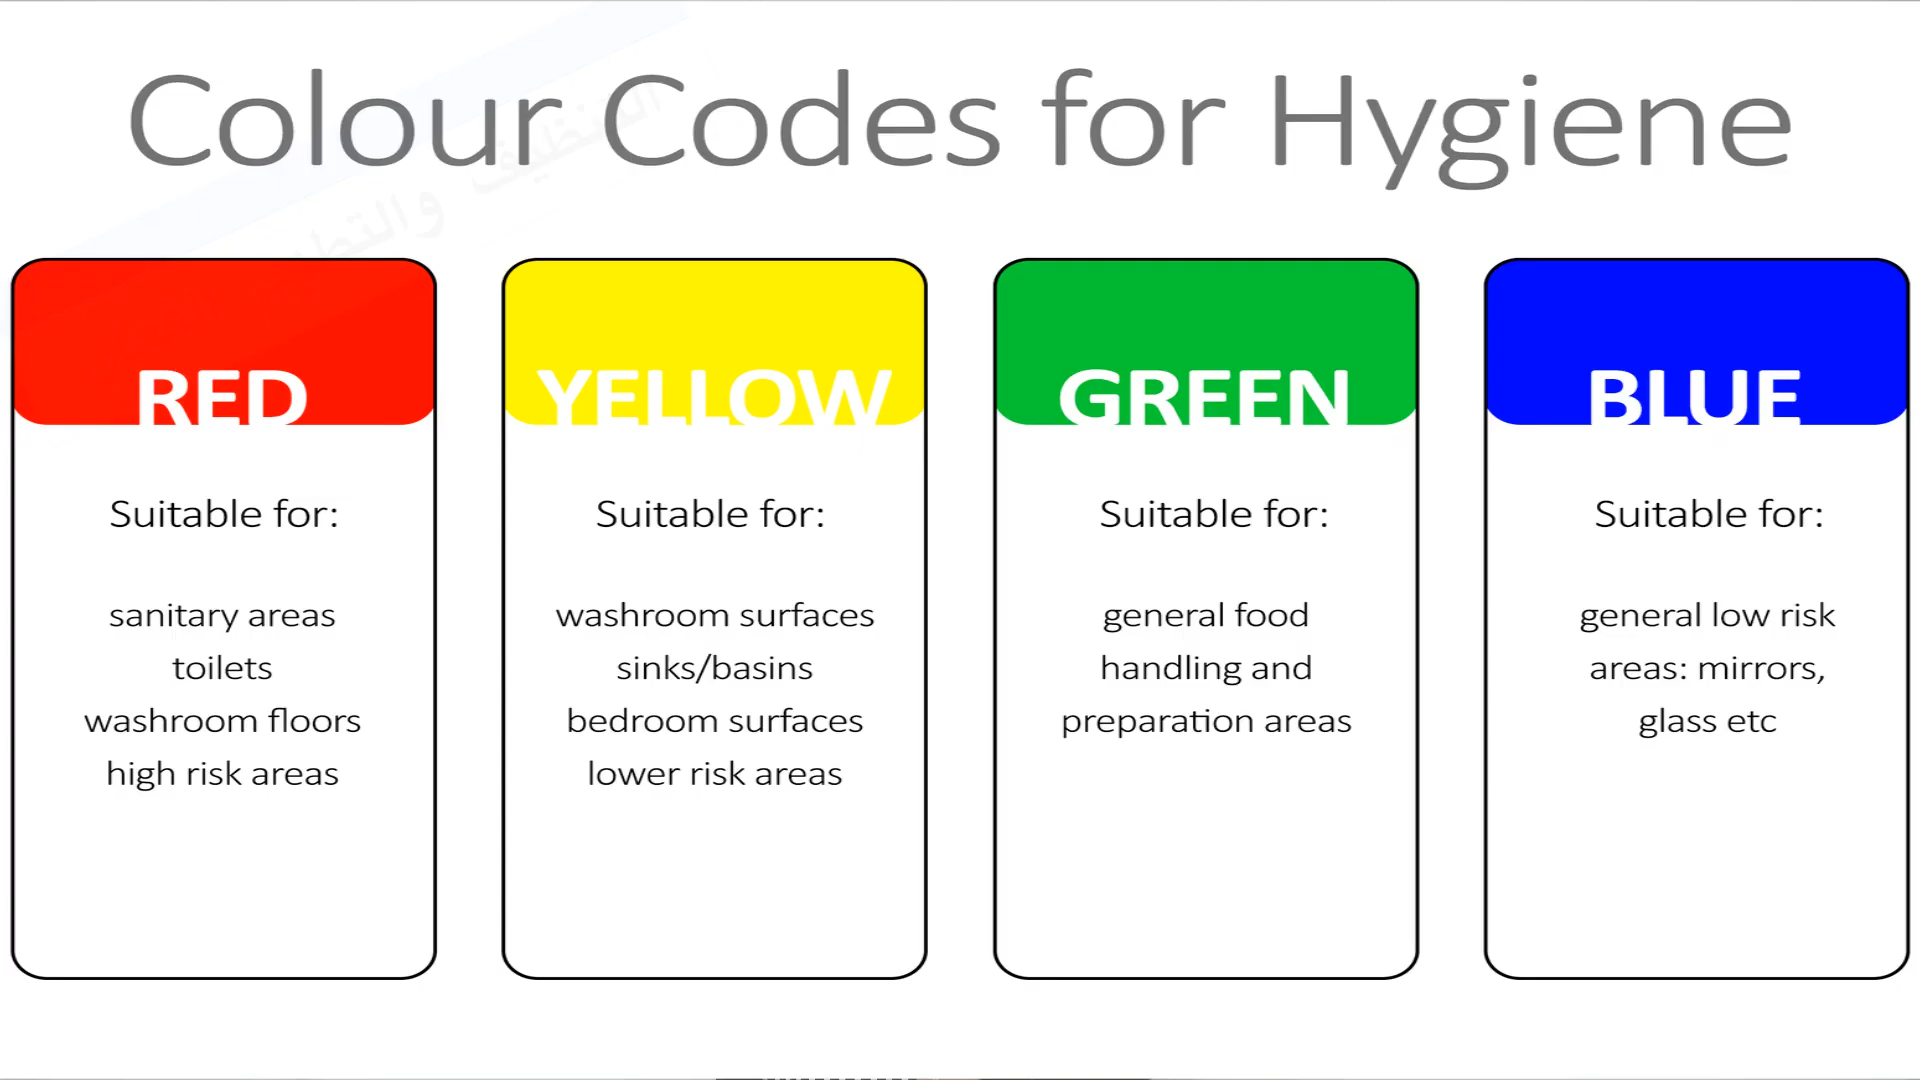 Colour Codes for Hygiene
RED
Suitable for:
sanitary areas
toilets
washroom floors
high risk areas
YELLOW
Suitable for:
washroom surfaces
sinks/basins
bedroom surfaces
lower risk areas
GREEN
Suitable for:
general food
handling and
preparation areas
BLUE
Suitable for:
general low risk
areas: mirrors,
glass etc